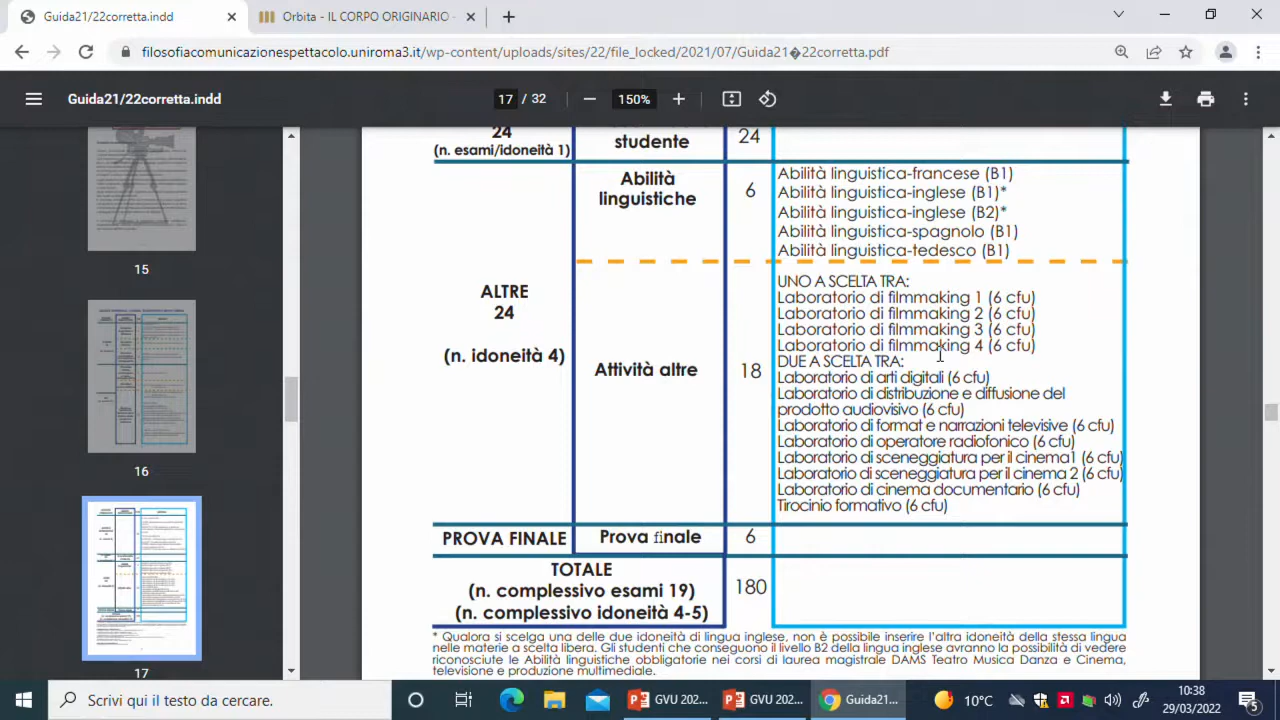 Guida21/22corretta.indd
Orbita - IL CORPO ORIGINARIO -
filosofiacomunicazionespettacolo.uniroma3.it/wp-content/uploads/sites/22/file_locked/2021/07/Guida21�22corretta.pdf
Guida21/22corretta.indd
17 / 32
150%
15
16
17
24
(n. esami/idoneità 1)
studente
24
Abilità
linguistiche
6
Abilità linguistica-francese (B1)
Abilità linguistica-inglese (B1)*
Abilità linguistica-inglese (B2)*
Abilità linguistica-spagnolo (B1)
Abilità linguistica-tedesco (B1)
ALTRE
24
(n. idoneità 4)
Attività altre
18
UNO A SCELTA TRA:
Laboratorio di filmmaking 1 (6 cfu)
Laboratorio di filmmaking 2 (6 cfu)
Laboratorio di filmmaking 3 (6 cfu)
Laboratorio di filmmaking 4 (6 cfu)
DUE A SCELTA TRA:
Laboratorio di arti digitali (6 cfu)
Laboratorio di distribuzione e diffusione del
prodotto audiovisivo (6 cfu)
Laboratorio di format e narrazioni televisive (6 cfu)
Laboratorio di operatore radiofonico (6 cfu)
Laboratorio di sceneggiatura per il cinema1 (6 cfu)
Laboratorio di sceneggiatura per il cinema 2 (6 cfu)
Laboratorio di cinema documentario (6 cfu)
Tirocinio formativo (6 cfu)
PROVA FINALE
Prova finale
6
TOTALE
(n. complessivo esami 19)
(n. complessivo idoneità 4-5)
180
* Qualora si scelgano delle due idoneità di lingua inglese, non è possibile inserire l'altra idoneità della stessa lingua
nelle materie a scelta libera. Gli studenti che conseguono il livello B2 della lingua inglese avranno la possibilità di vedere
riconosciute le Abilità linguistiche obbligatorie nei corsi di laurea magistrale DAMS Teatro Musica Danza e Cinema,
televisione e produzione multimediale.
Scrivi qui il testo da cercare.
GVU 202...
GVU 202...
Guida21...
10°C
10:38
29/03/2022
5